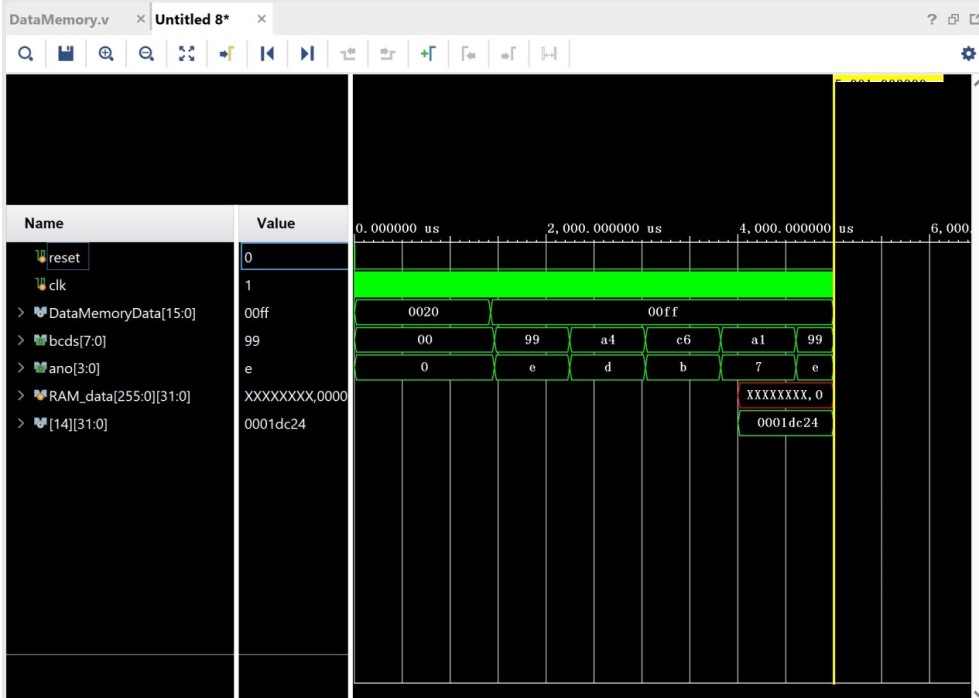 DataMemory.v × Untitled 8* ×
Name Value
0.000000 us 2,000.000000 us 4,000.000000 us 6,000.
reset 0
clk 1
DataMemoryData[15:0] 00ff 0020 00ff
bcds[7:0] 99 00 99 a4 c6 a1 99
ano[3:0] e 0 e d b 7 e
RAM_data[255:0][31:0] XXXXXXXX,0000 XXXXXXXX,0
[14][31:0] 0001dc24 0001dc24